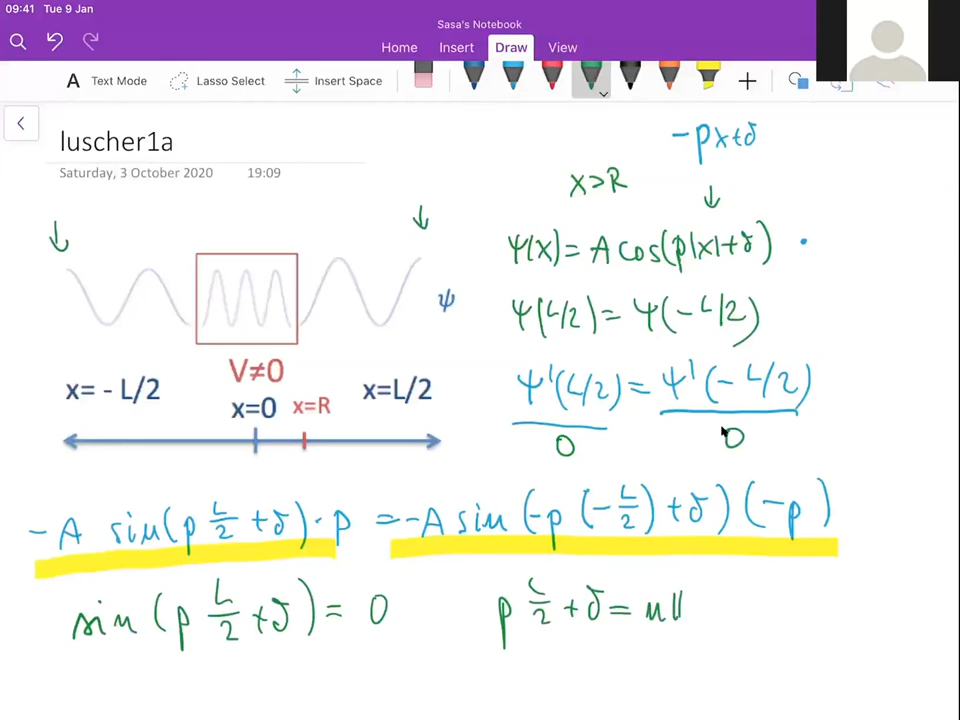 09:41 Tue 9 Jan
Sasa's Notebook
Home Insert Draw View
A Text Mode Lasso Select Insert Space
luscher1a
Saturday, 3 October 2020 19:09
-px+δ
x>R
↓
ψ(x)=A cos(p|x|+δ)
ψ(L/2)=ψ(-L/2)
ψ'(L/2)=ψ'(-L/2)
0 0
ψ
V≠0
x= - L/2 x=0 x=R x=L/2
-A sin(p L/2 +δ)·p =-A sin(-p(-L/2)+δ)(-p)
sin(p L/2 +δ)=0 p L/2 +δ=